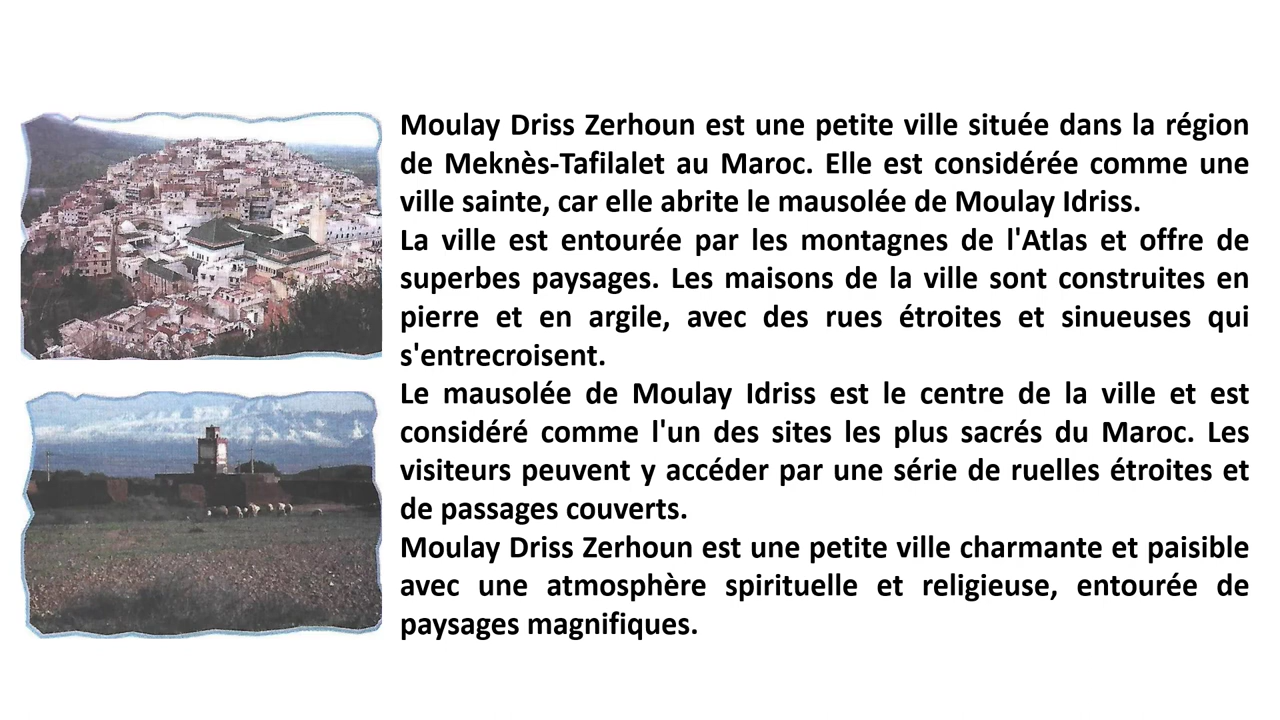 Moulay Driss Zerhoun est une petite ville située dans la région
de Meknès-Tafilalet au Maroc. Elle est considérée comme une
ville sainte, car elle abrite le mausolée de Moulay Idriss.
La ville est entourée par les montagnes de l'Atlas et offre de
superbes paysages. Les maisons de la ville sont construites en
pierre et en argile, avec des rues étroites et sinueuses qui
s'entrecroisent.
Le mausolée de Moulay Idriss est le centre de la ville et est
considéré comme l'un des sites les plus sacrés du Maroc. Les
visiteurs peuvent y accéder par une série de ruelles étroites et
de passages couverts.
Moulay Driss Zerhoun est une petite ville charmante et paisible
avec une atmosphère spirituelle et religieuse, entourée de
paysages magnifiques.